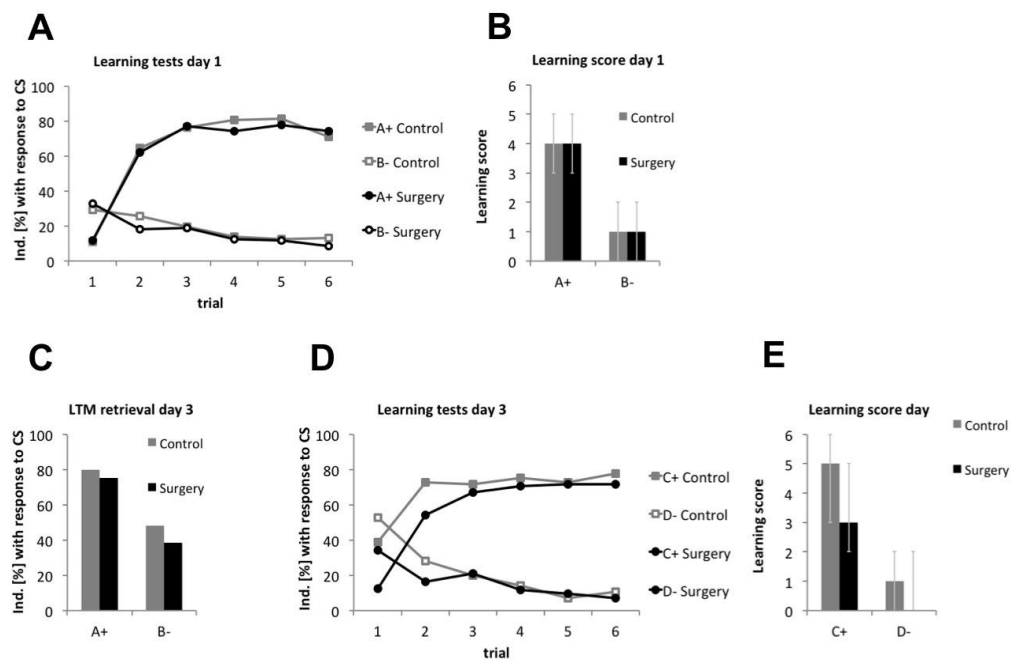 A
Learning tests day 1
Ind. [%] with response to CS
100
80
60
40
20
0
1 2 3 4 5 6
trial
A+ Control
B- Control
A+ Surgery
B- Surgery
B
Learning score day 1
Learning score
6
5
4
3
2
1
0
A+ B-
Control
Surgery
C
LTM retrieval day 3
Ind. [%] with response to CS
100
80
60
40
20
0
A+ B-
Control
Surgery
D
Learning tests day 3
Ind. [%] with response to CS
100
80
60
40
20
0
1 2 3 4 5 6
trial
C+ Control
D- Control
C+ Surgery
D- Surgery
E
Learning score day
Learning score
6
5
4
3
2
1
0
C+ D-
Control
Surgery